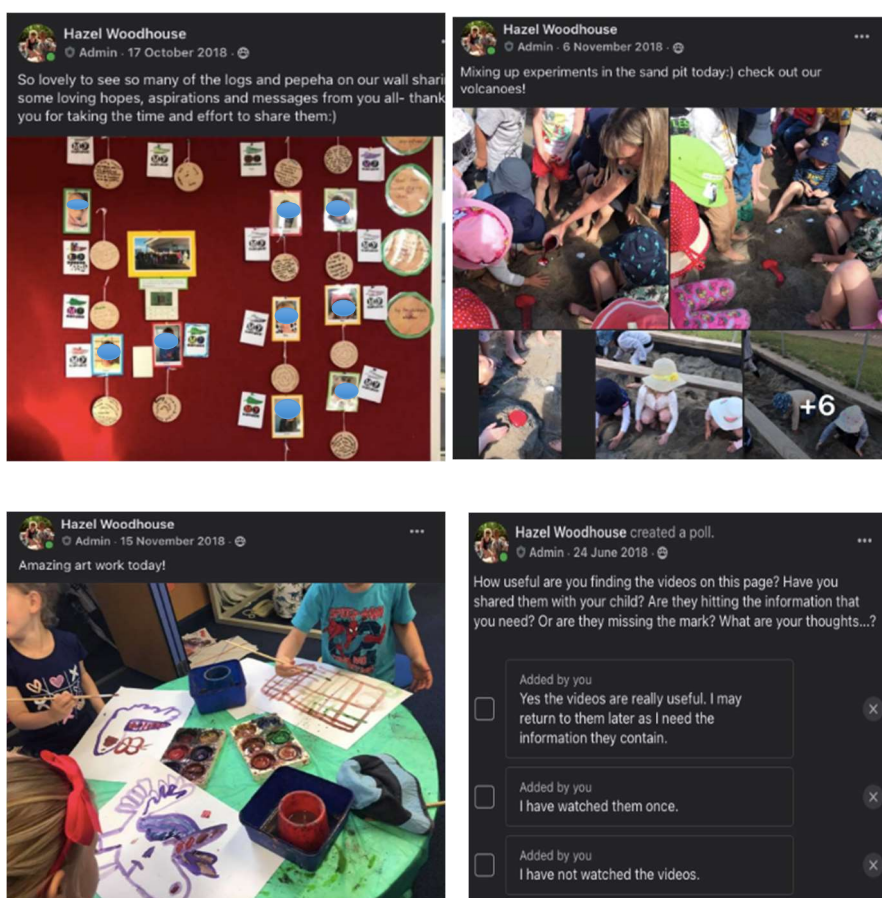 Hazel Woodhouse
Admin · 17 October 2018 ·
So lovely to see so many of the logs and pepeha on our wall shari
some loving hopes, aspirations and messages from you all- thank
you for taking the time and effort to share them:)
Hazel Woodhouse
Admin · 6 November 2018 ·
Mixing up experiments in the sand pit today:) check out our
volcanoes!
+6
Hazel Woodhouse
Admin · 15 November 2018 ·
Amazing art work today!
Hazel Woodhouse created a poll.
Admin · 24 June 2018 ·
How useful are you finding the videos on this page? Have you
shared them with your child? Are they hitting the information that
you need? Or are they missing the mark? What are your thoughts...?
Added by you
Yes the videos are really useful. I may
return to them later as I need the
information they contain.
Added by you
I have watched them once.
Added by you
I have not watched the videos.